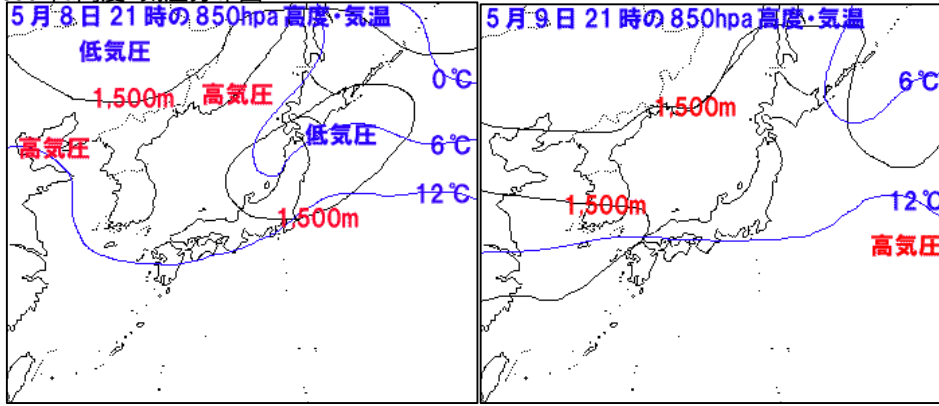 5月8日21時の850hpa高度・気温
低気圧
0℃
1,500m
高気圧
低気圧
高気圧
6℃
12℃
1,500m
5月9日21時の850hpa高度・気温
6℃
1,500m
1,500m
12℃
高気圧